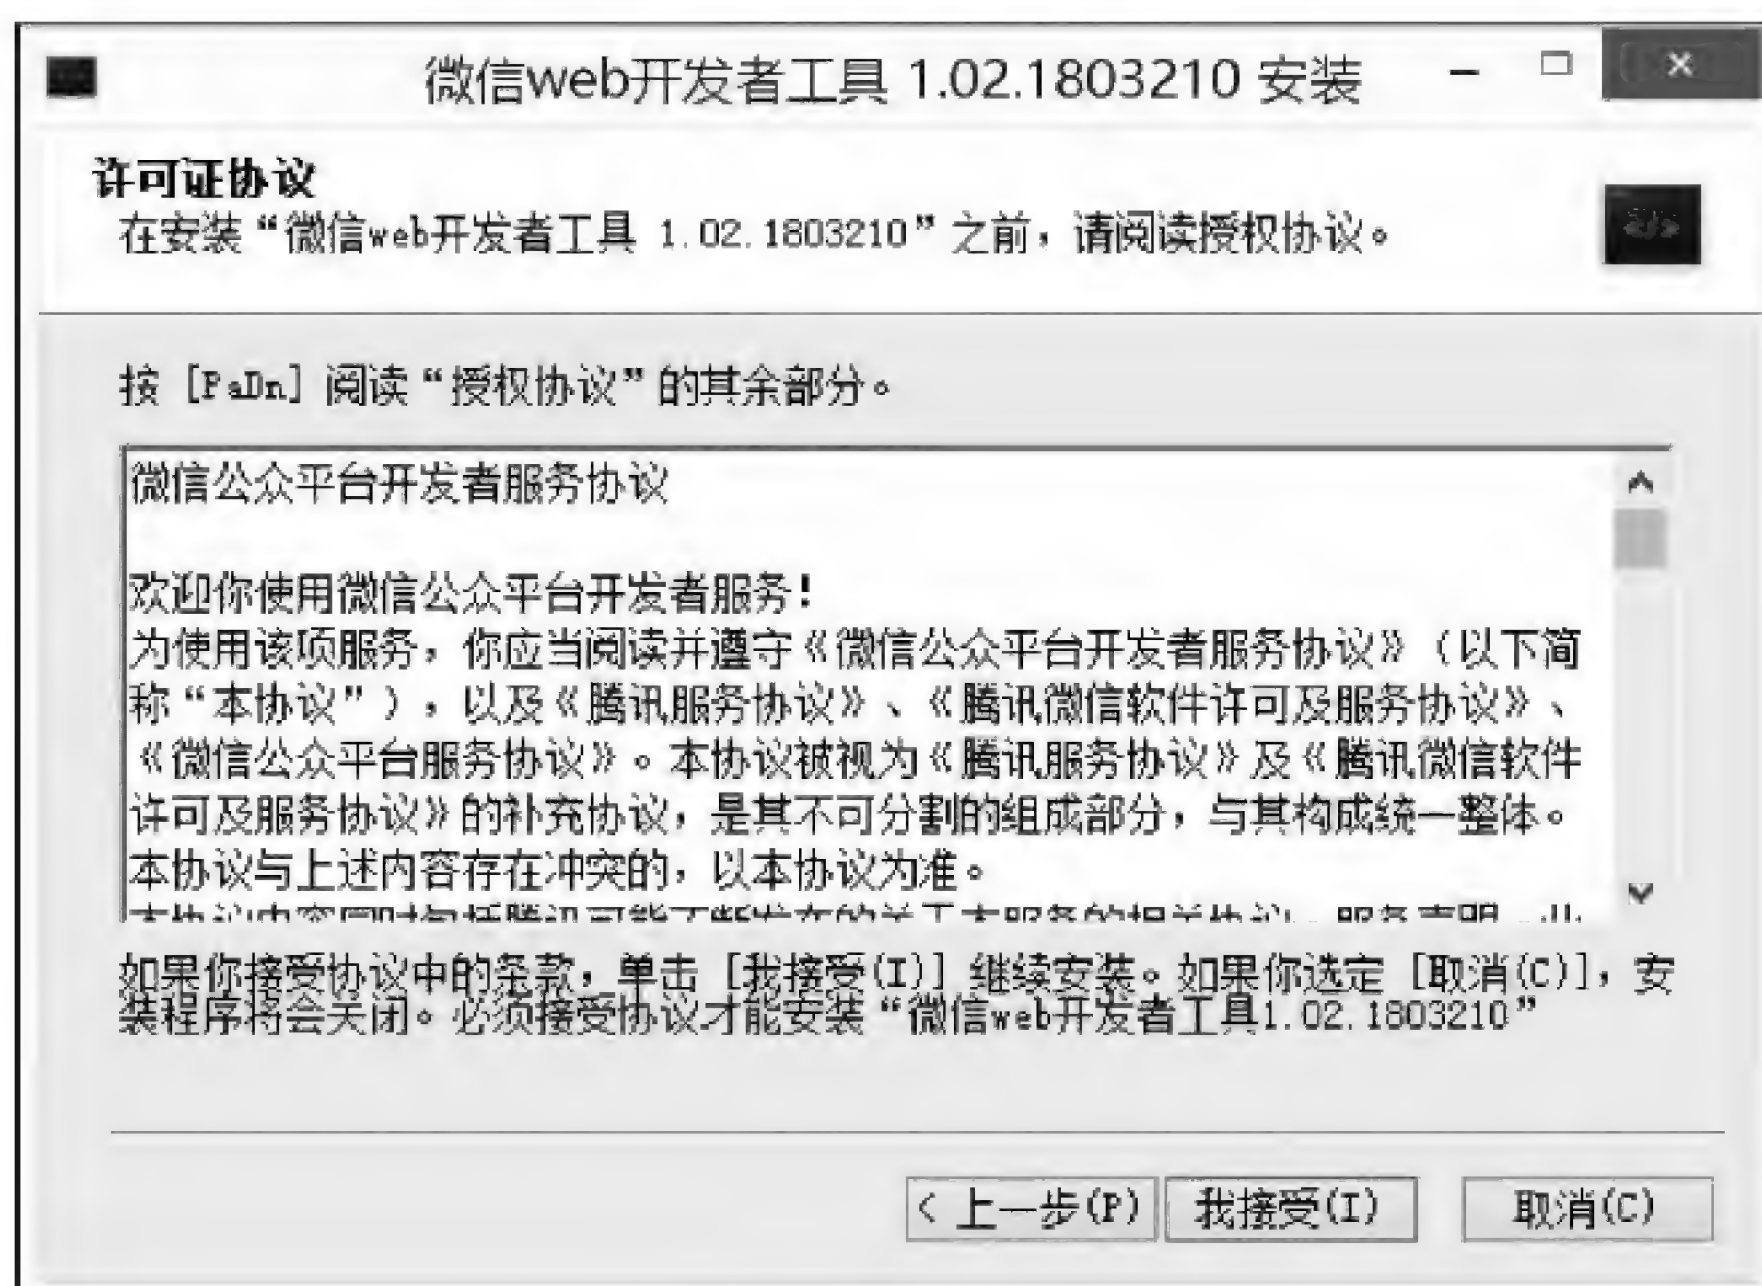 微信web开发者工具 1.02.1803210 安装
许可证协议
在安装“微信web开发者工具 1.02.1803210”之前，请阅读授权协议。
按 [PgDn] 阅读“授权协议”的其余部分。
微信公众平台开发者服务协议
欢迎你使用微信公众平台开发者服务！
为使用该项服务，你应当阅读并遵守《微信公众平台开发者服务协议》（以下简
称“本协议”），以及《腾讯服务协议》、《腾讯微信软件许可及服务协议》、
《微信公众平台服务协议》。本协议被视为《腾讯服务协议》及《腾讯微信软件
许可及服务协议》的补充协议，是其不可分割的组成部分，与其构成统一整体。
本协议与上述内容存在冲突的，以本协议为准。
如果你接受协议中的条款，单击 [我接受(I)] 继续安装。如果你选定 [取消(C)]，安
装程序将会关闭。必须接受协议才能安装“微信web开发者工具1.02.1803210”
< 上一步(P)
我接受(I)
取消(C)